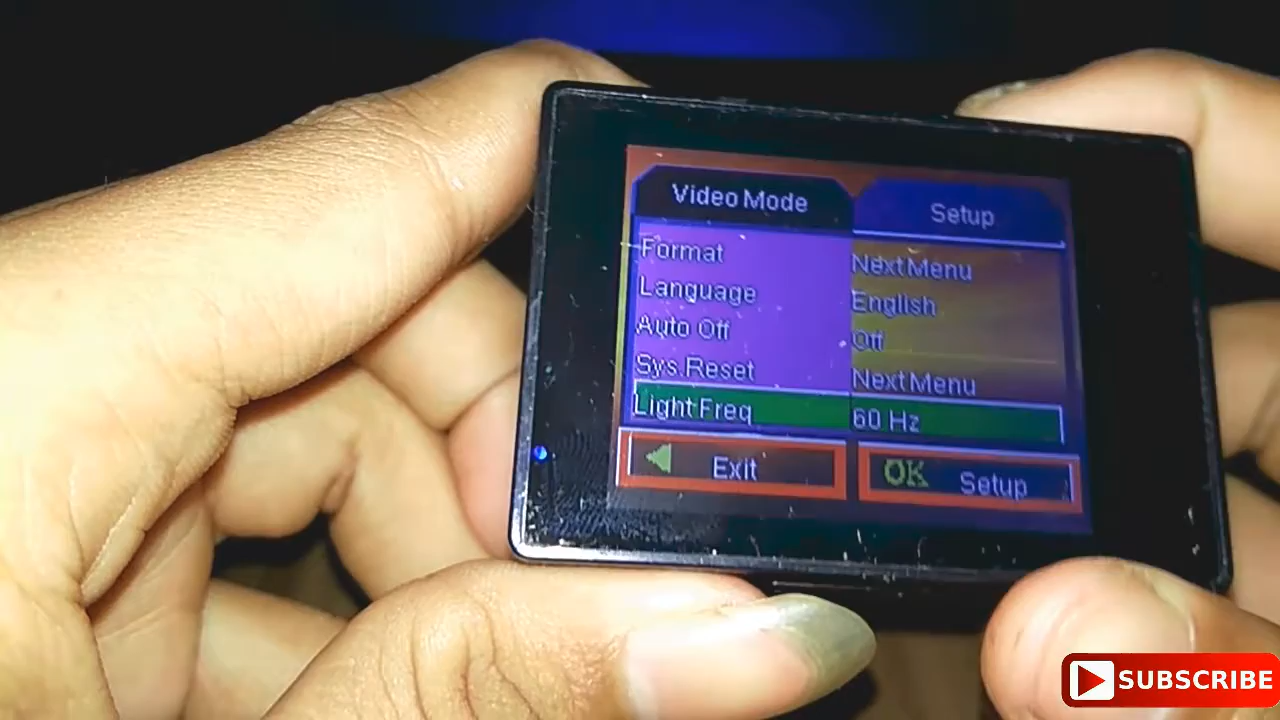 Video Mode
Setup
Format
Next Menu
Language
English
Auto Off
Off
Sys.Reset
Next Menu
Light Freq
60 Hz
Exit
OK Setup
SUBSCRIBE